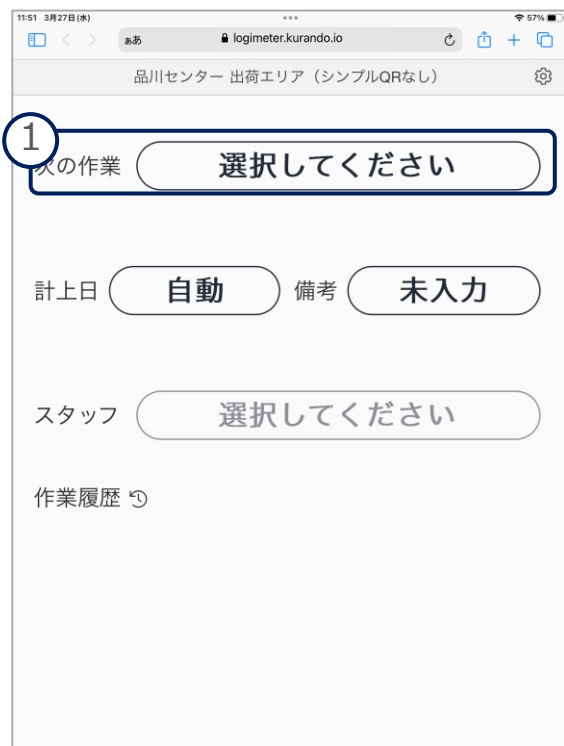 11:51 3月27日(水)
57%
ああ
logimeter.kurando.io
品川センター 出荷エリア（シンプルQRなし）
1
次の作業 選択してください
計上日 自動 備考 未入力
スタッフ 選択してください
作業履歴